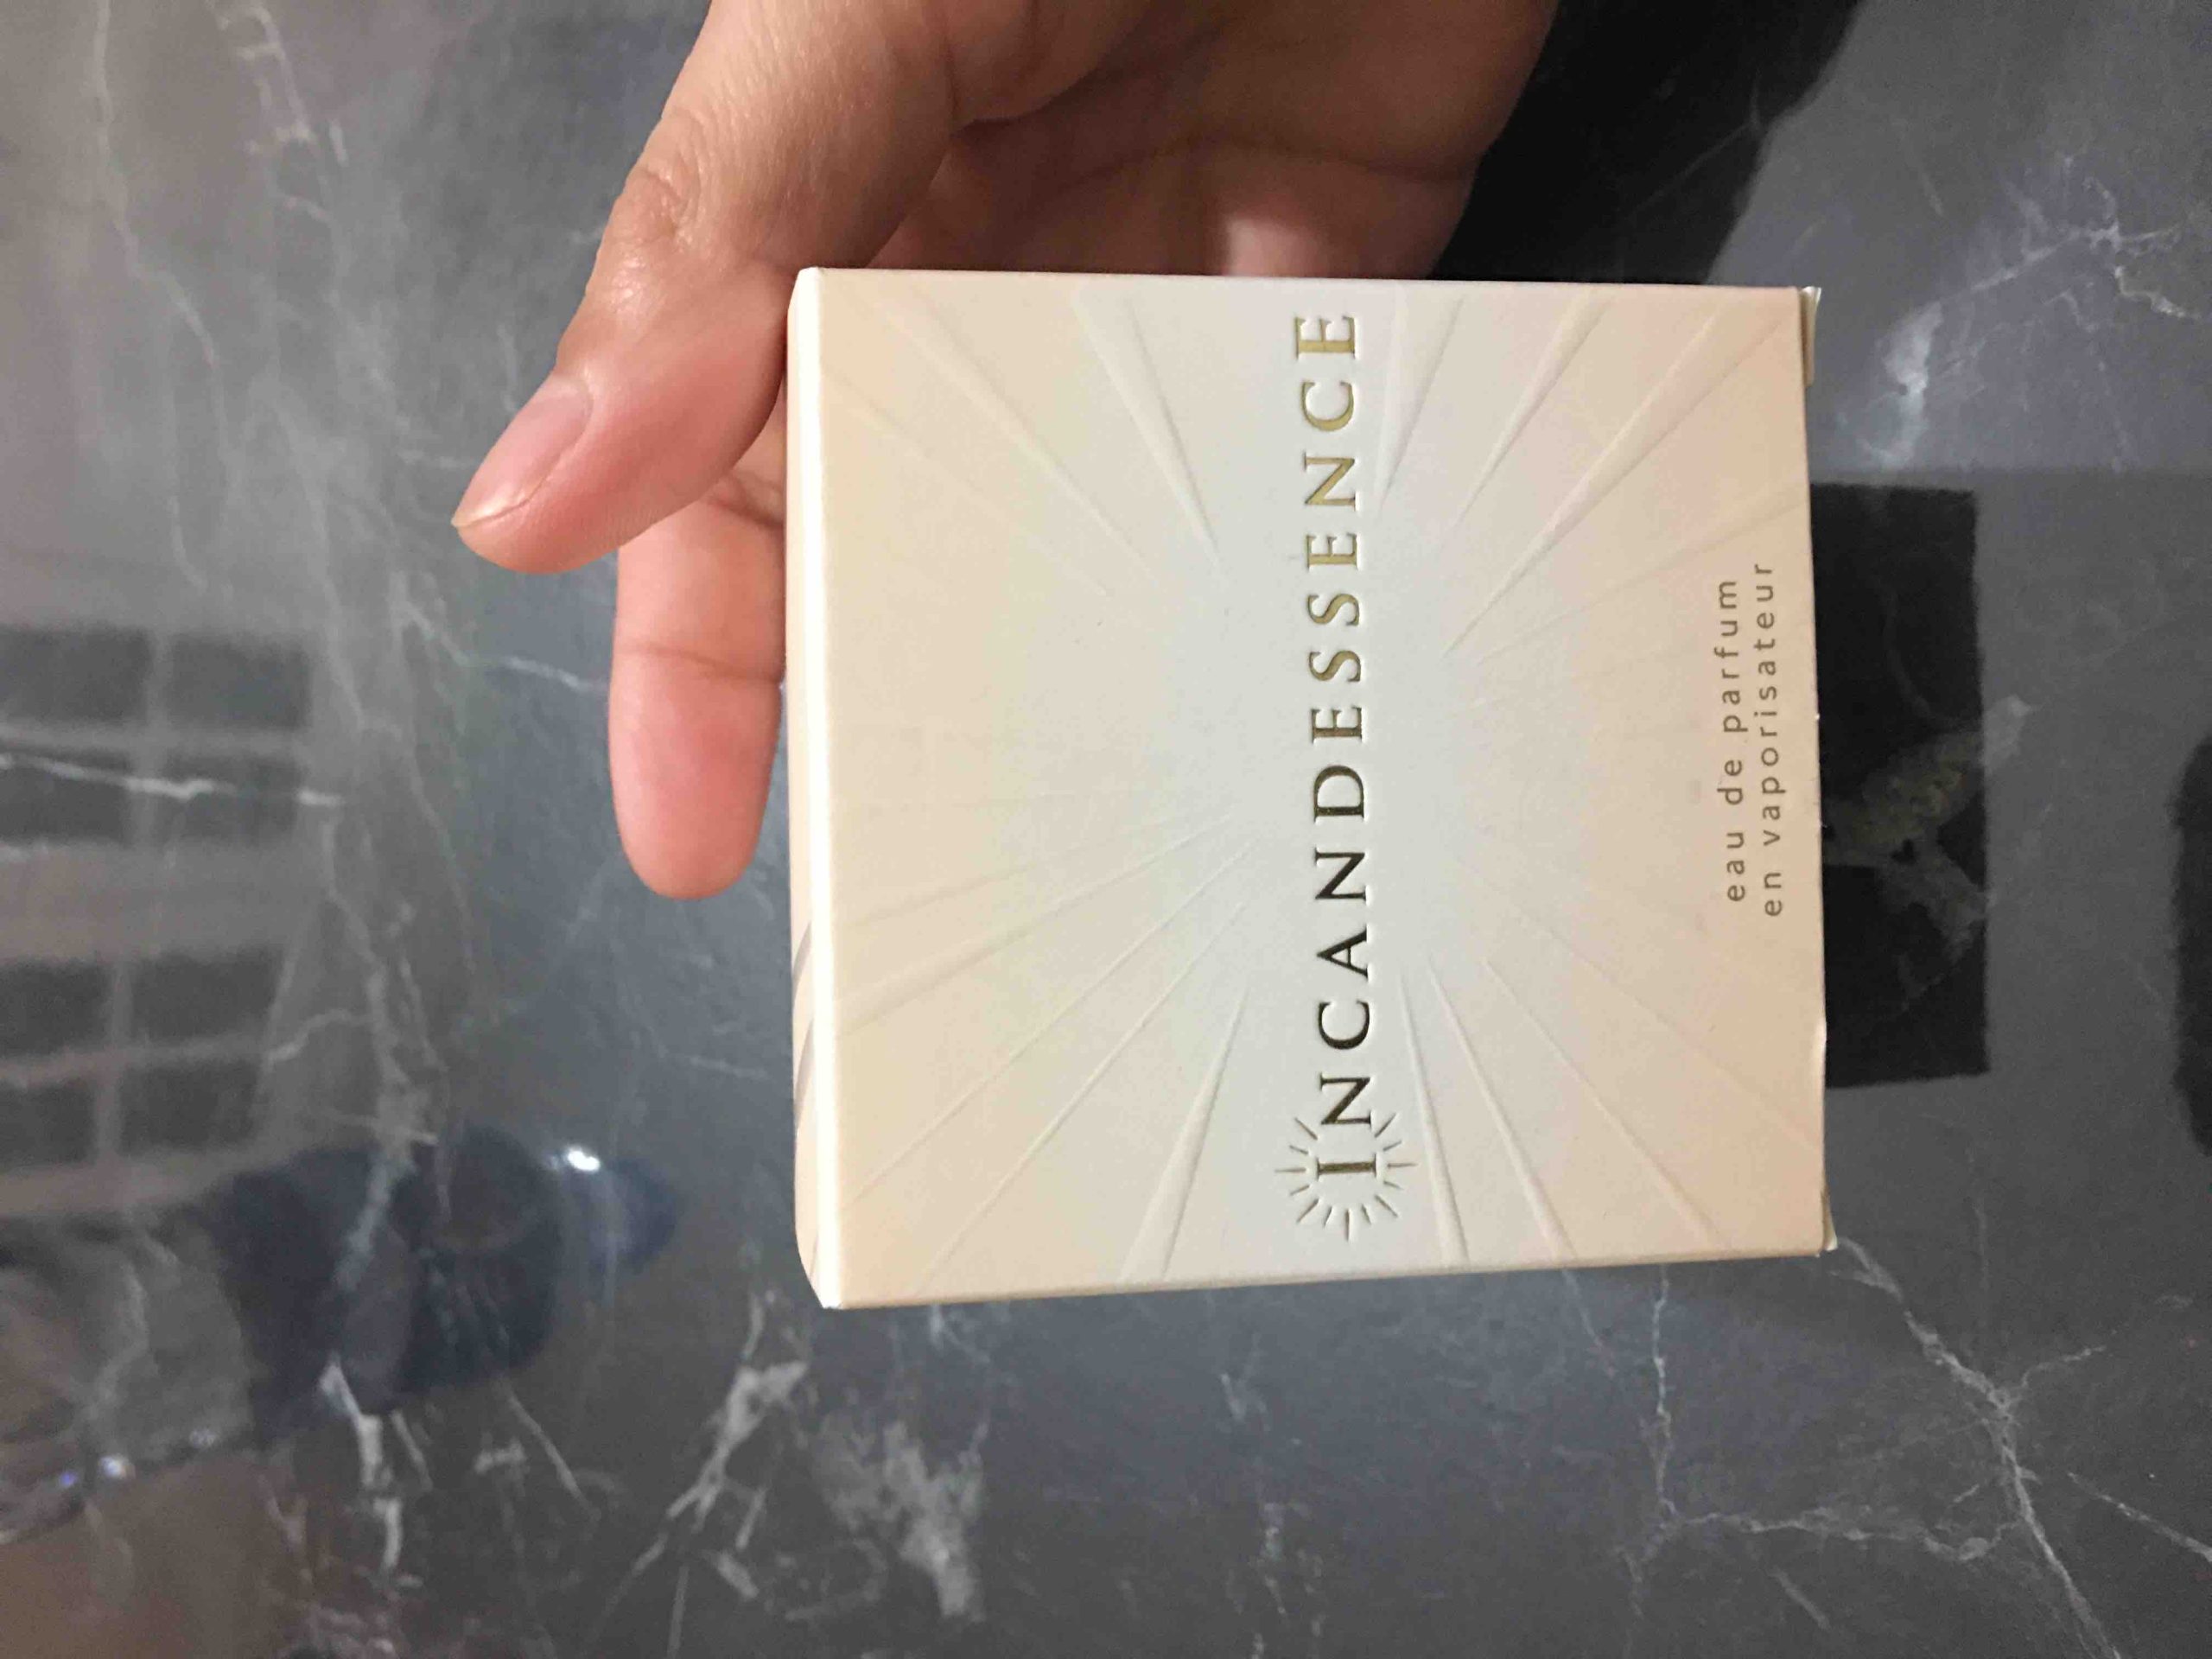 INCANDESSENCE
eau de parfum
en vaporisateur